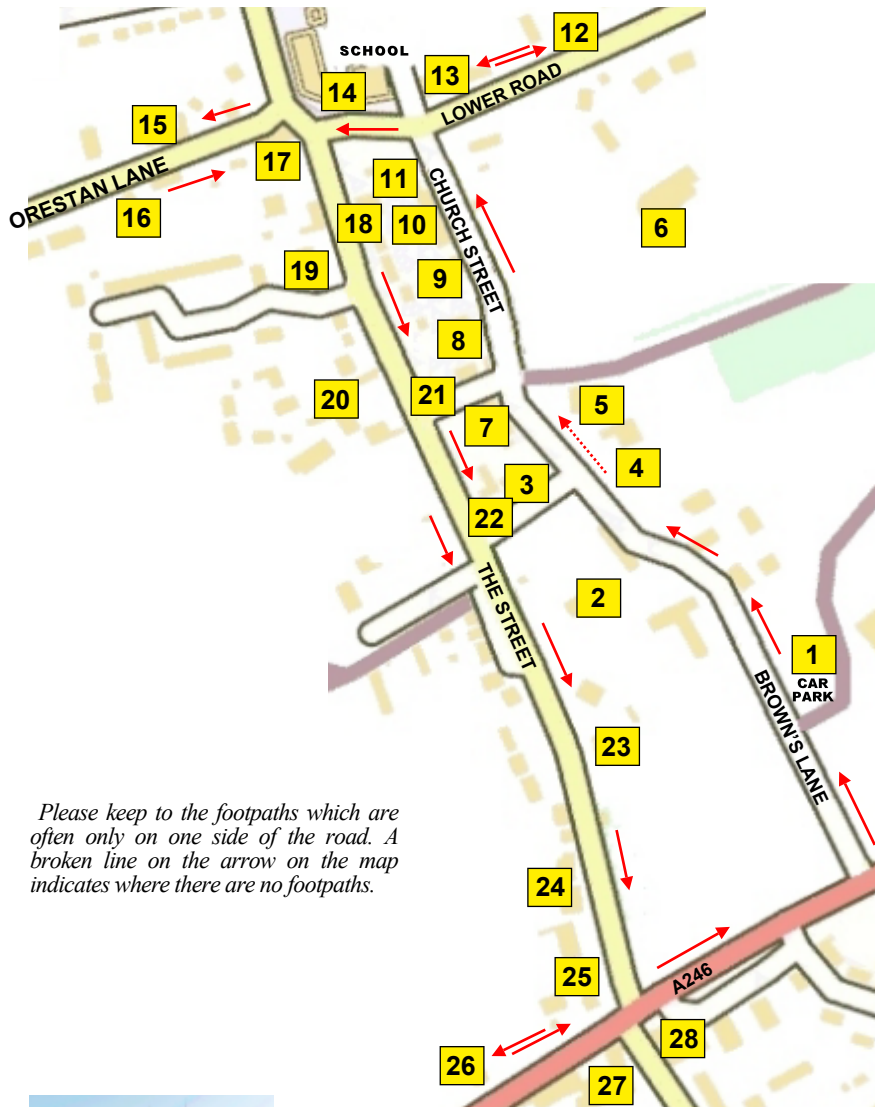 SCHOOL
12
13
14
LOWER ROAD
15
17
ORESTAN LANE
16
11
CHURCH STREET
18
10
6
19
9
8
20
21
7
5
4
3
22
THE STREET
2
1
CAR
PARK
BROWN'S LANE
23
Please keep to the footpaths which are
often only on one side of the road. A
broken line on the arrow on the map
indicates where there are no footpaths.
24
25
A246
26
28
27